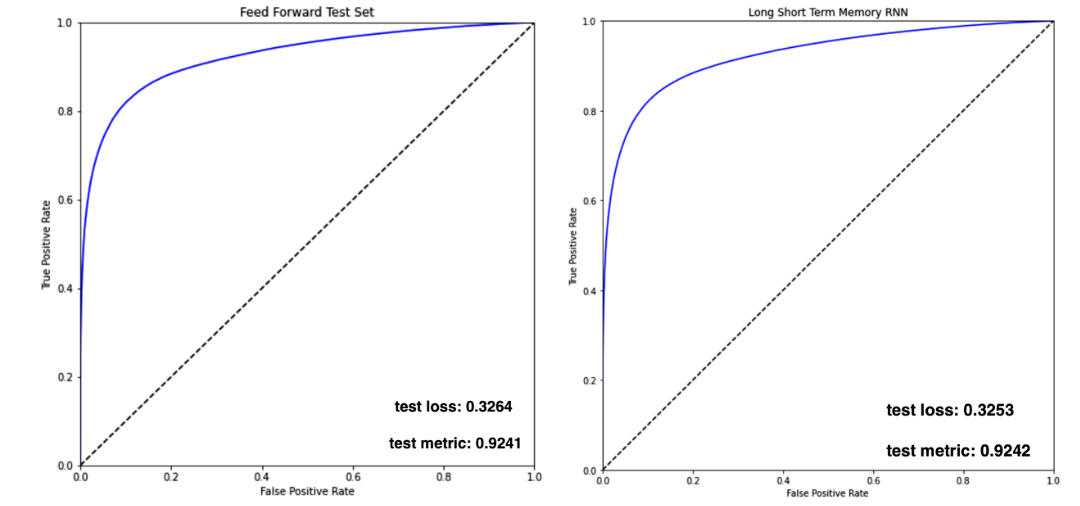 Feed Forward Test Set
1.0
0.8
0.6
0.4
0.2
0.0
True Positive Rate
test loss: 0.3264
test metric: 0.9241
0.0 0.2 0.4 0.6 0.8 1.0
False Positive Rate
Long Short Term Memory RNN
1.0
0.8
0.6
0.4
0.2
0.0
True Positive Rate
test loss: 0.3253
test metric: 0.9242
0.0 0.2 0.4 0.6 0.8 1.0
False Positive Rate